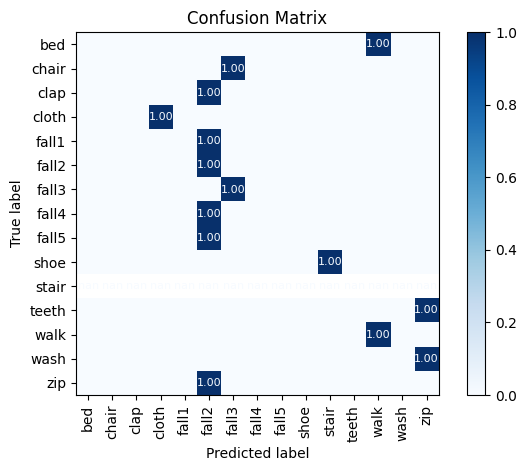 Confusion Matrix
True label
bed 1.00
chair 1.00
clap 1.00
cloth 1.00
fall1 1.00
fall2 1.00
fall3 1.00
fall4 1.00
fall5 1.00
shoe 1.00
stair
teeth 1.00
walk 1.00
wash 1.00
zip 1.00
bed chair clap cloth fall1 fall2 fall3 fall4 fall5 shoe stair teeth walk wash zip
Predicted label
1.0
0.8
0.6
0.4
0.2
0.0